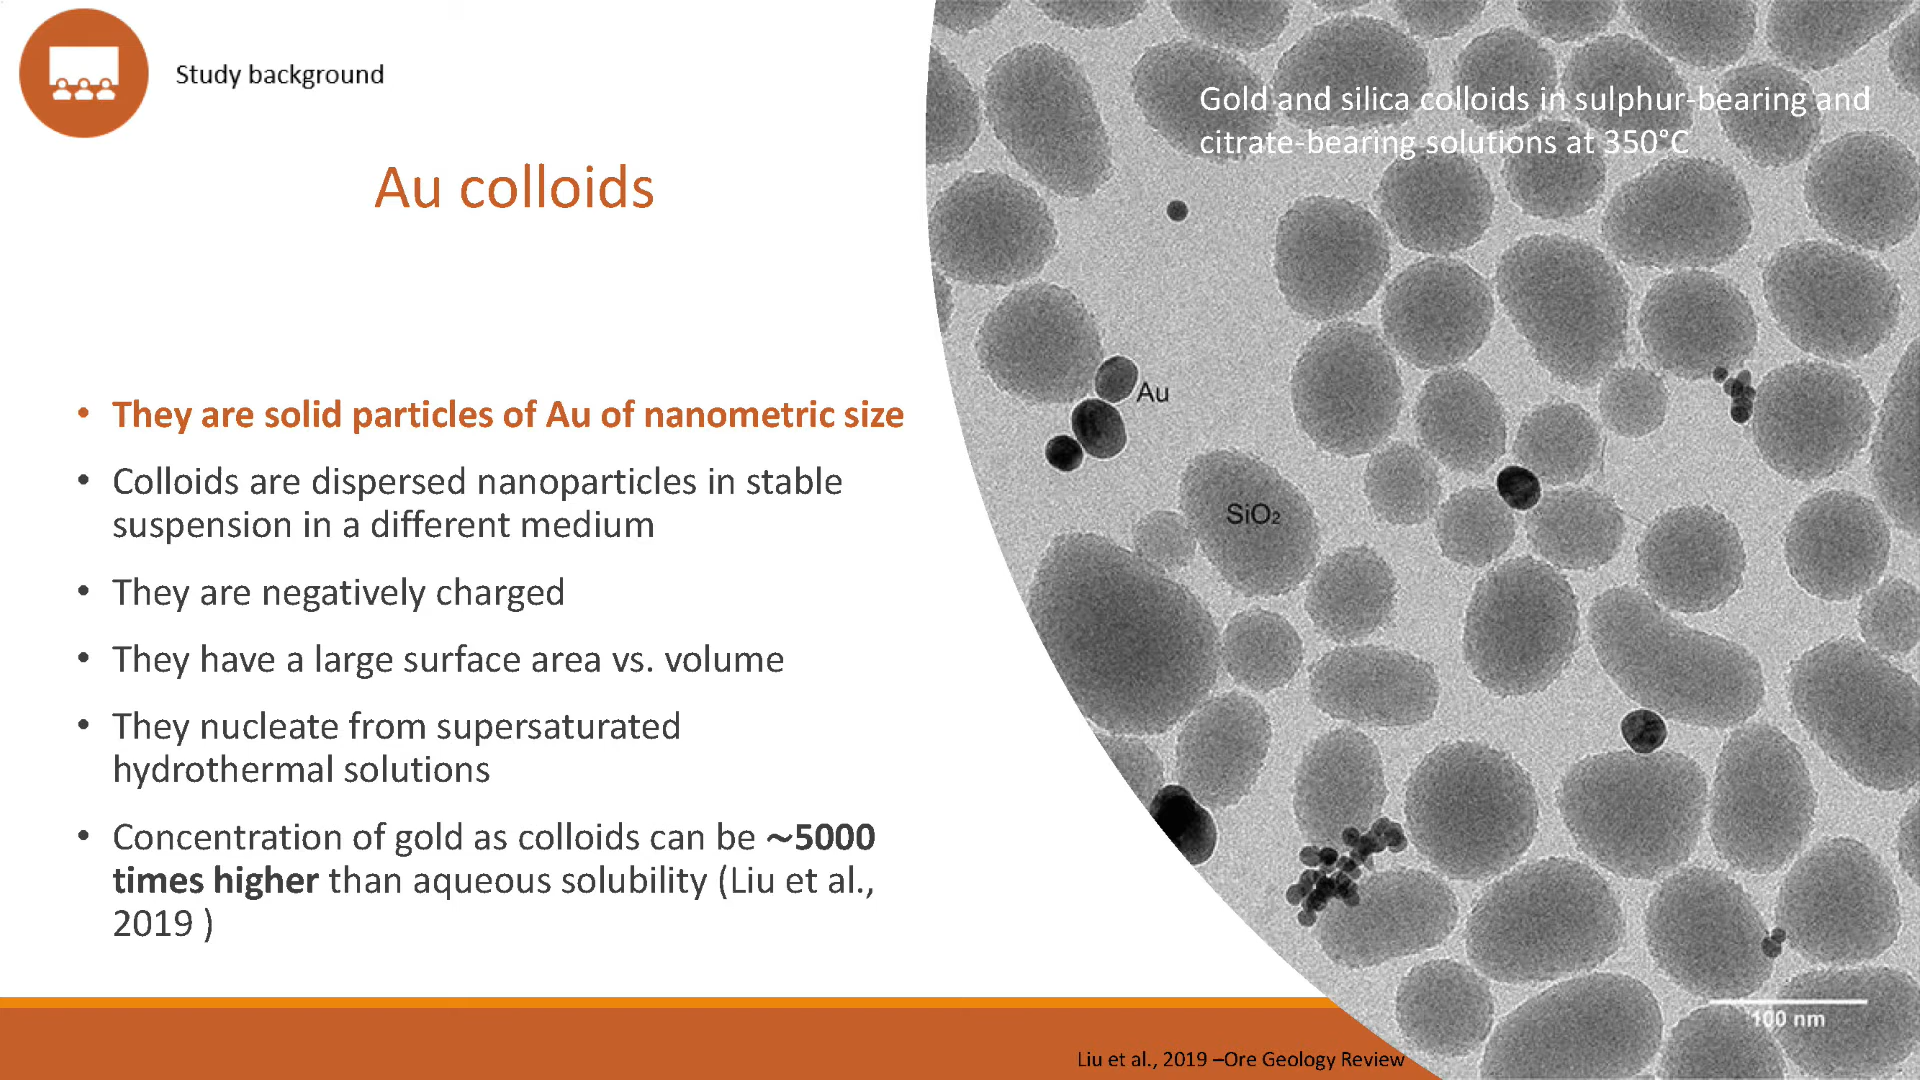 Study background
Au colloids
• They are solid particles of Au of nanometric size
• Colloids are dispersed nanoparticles in stable
suspension in a different medium
• They are negatively charged
• They have a large surface area vs. volume
• They nucleate from supersaturated
hydrothermal solutions
• Concentration of gold as colloids can be ~5000
times higher than aqueous solubility (Liu et al.,
2019 )
Gold and silica colloids in sulphur-bearing and
citrate-bearing solutions at 350°C
Au
SiO₂
100 nm
Liu et al., 2019 –Ore Geology Review